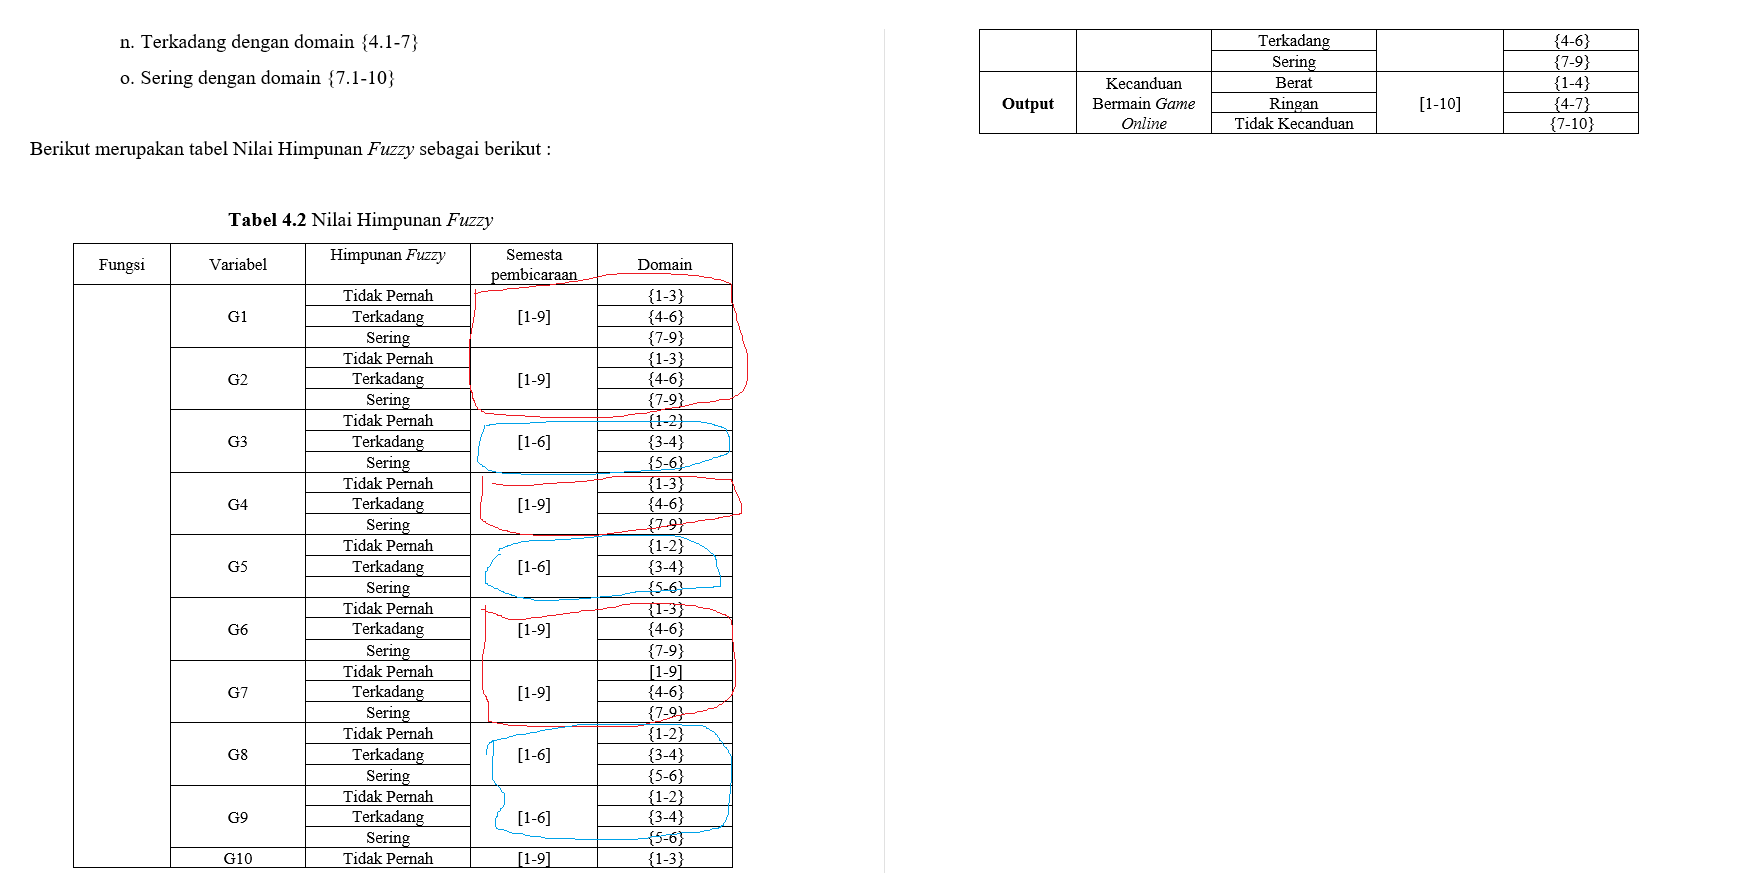 n. Terkadang dengan domain {4.1-7}
o. Sering dengan domain {7.1-10}
Berikut merupakan tabel Nilai Himpunan Fuzzy sebagai berikut :
Tabel 4.2 Nilai Himpunan Fuzzy
Fungsi Variabel Himpunan Fuzzy Semesta pembicaraan Domain
Tidak Pernah {1-3}
G1 Terkadang [1-9] {4-6}
Sering {7-9}
Tidak Pernah {1-3}
G2 Terkadang [1-9] {4-6}
Sering {7-9}
Tidak Pernah {1-2}
G3 Terkadang [1-6] {3-4}
Sering {5-6}
Tidak Pernah {1-3}
G4 Terkadang [1-9] {4-6}
Sering {7-9}
Tidak Pernah {1-2}
G5 Terkadang [1-6] {3-4}
Sering {5-6}
Tidak Pernah {1-3}
G6 Terkadang [1-9] {4-6}
Sering {7-9}
Tidak Pernah [1-9]
G7 Terkadang [1-9] {4-6}
Sering {7-9}
Tidak Pernah {1-2}
G8 Terkadang [1-6] {3-4}
Sering {5-6}
Tidak Pernah {1-2}
G9 Terkadang [1-6] {3-4}
Sering {5-6}
G10 Tidak Pernah [1-9] {1-3}
Terkadang {4-6}
Sering {7-9}
Kecanduan Berat {1-4}
Output Bermain Game Ringan [1-10] {4-7}
Online Tidak Kecanduan {7-10}